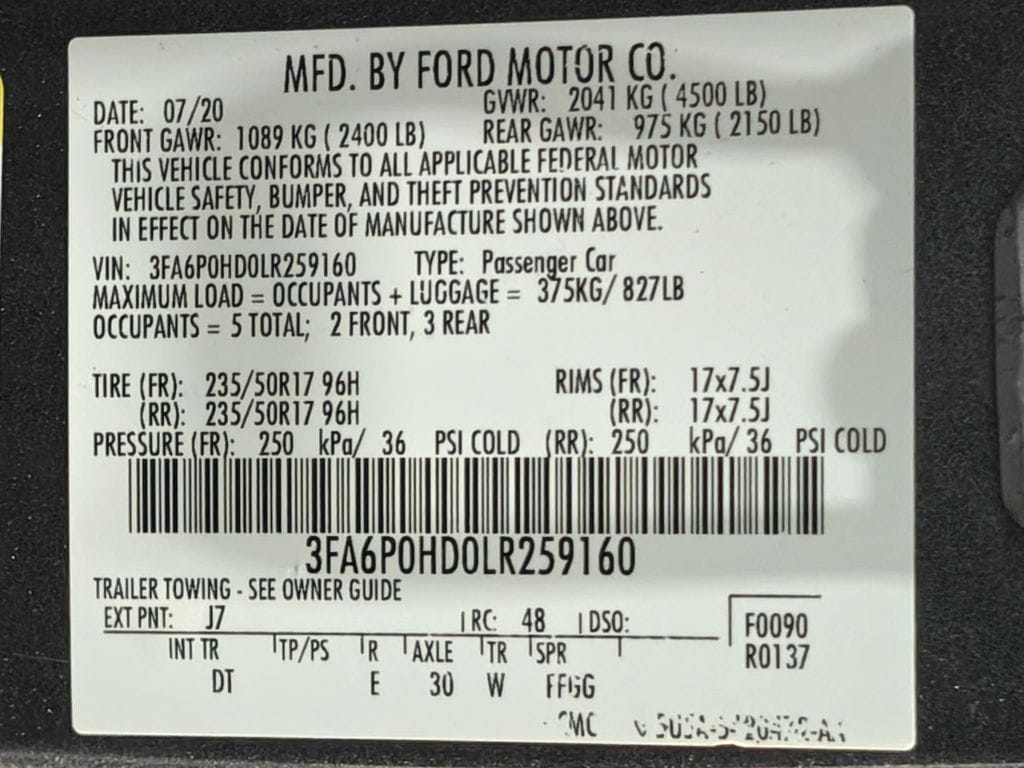 MFD. BY FORD MOTOR CO.
DATE: 07/20 GVWR: 2041 KG ( 4500 LB)
FRONT GAWR: 1089 KG ( 2400 LB) REAR GAWR: 975 KG ( 2150 LB)
THIS VEHICLE CONFORMS TO ALL APPLICABLE FEDERAL MOTOR
VEHICLE SAFETY, BUMPER, AND THEFT PREVENTION STANDARDS
IN EFFECT ON THE DATE OF MANUFACTURE SHOWN ABOVE.
VIN: 3FA6P0HD0LR259160 TYPE: Passenger Car
MAXIMUM LOAD = OCCUPANTS + LUGGAGE = 375KG/ 827LB
OCCUPANTS = 5 TOTAL; 2 FRONT, 3 REAR
TIRE (FR): 235/50R17 96H RIMS (FR): 17x7.5J
(RR): 235/50R17 96H (RR): 17x7.5J
PRESSURE (FR): 250 kPa/ 36 PSI COLD (RR): 250 kPa/ 36 PSI COLD
3FA6P0HD0LR259160
TRAILER TOWING - SEE OWNER GUIDE
EXT PNT: J7 RC: 48 DSO: F0090
INT TR TP/PS R AXLE TR SPR R0137
DT E 30 W FFGG